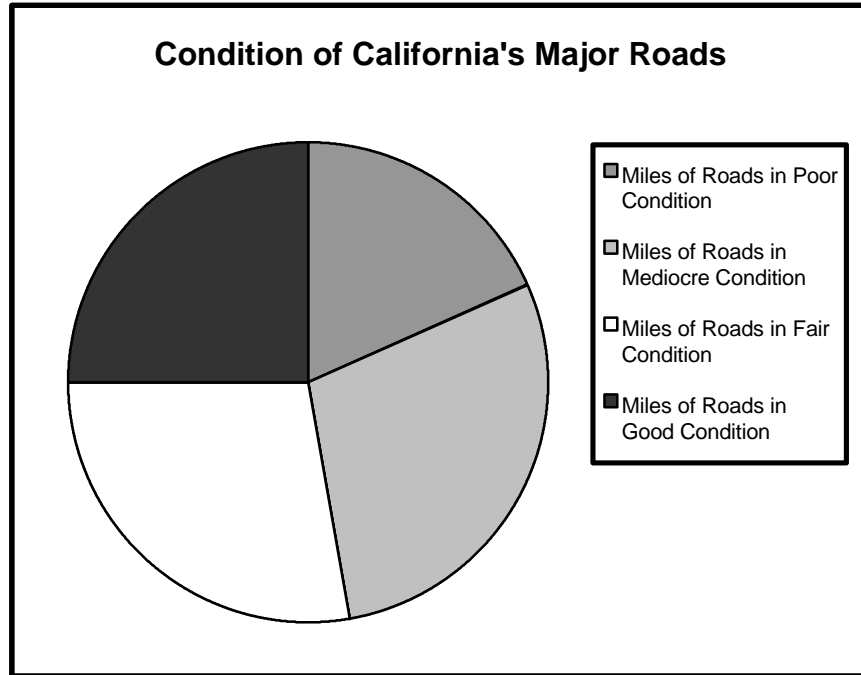 Condition of California's Major Roads
Miles of Roads in Poor
Condition
Miles of Roads in
Mediocre Condition
Miles of Roads in Fair
Condition
Miles of Roads in
Good Condition